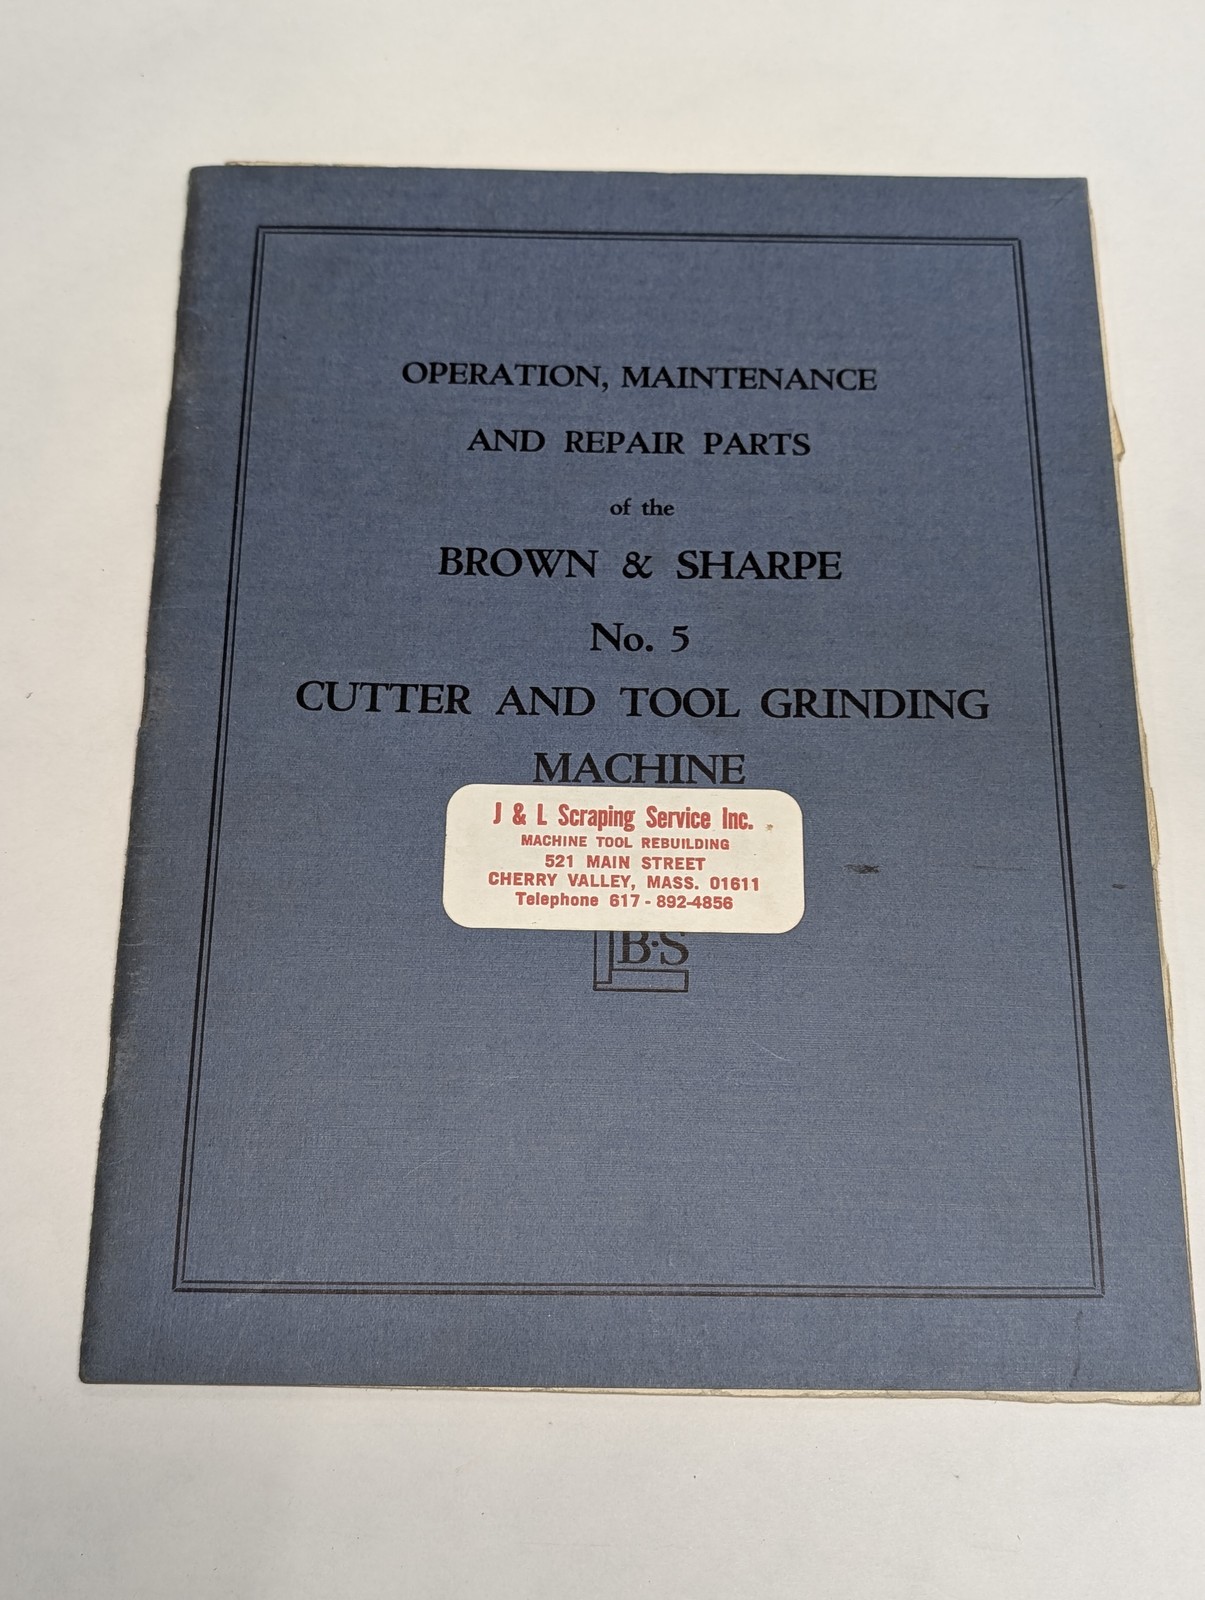 OPERATION, MAINTENANCE
AND REPAIR PARTS
of the
BROWN & SHARPE
No. 5
CUTTER AND TOOL GRINDING
MACHINE
J & L Scraping Service Inc.
MACHINE TOOL REBUILDING
521 MAIN STREET
CHERRY VALLEY, MASS. 01611
Telephone 617-892-4856
B·S